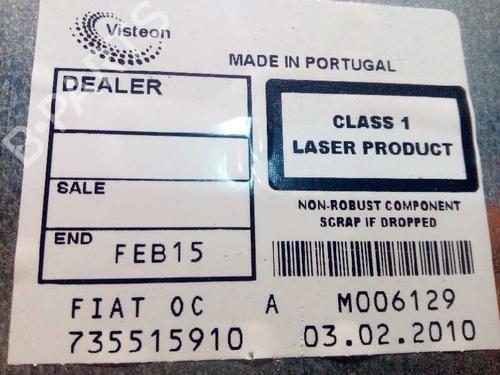 Visteon
MADE IN PORTUGAL
DEALER
CLASS 1
LASER PRODUCT
SALE
NON-ROBUST COMPONENT
SCRAP IF DROPPED
END
FEB15
FIAT OC A M006129
735515910 03.02.2010
B-PARTS